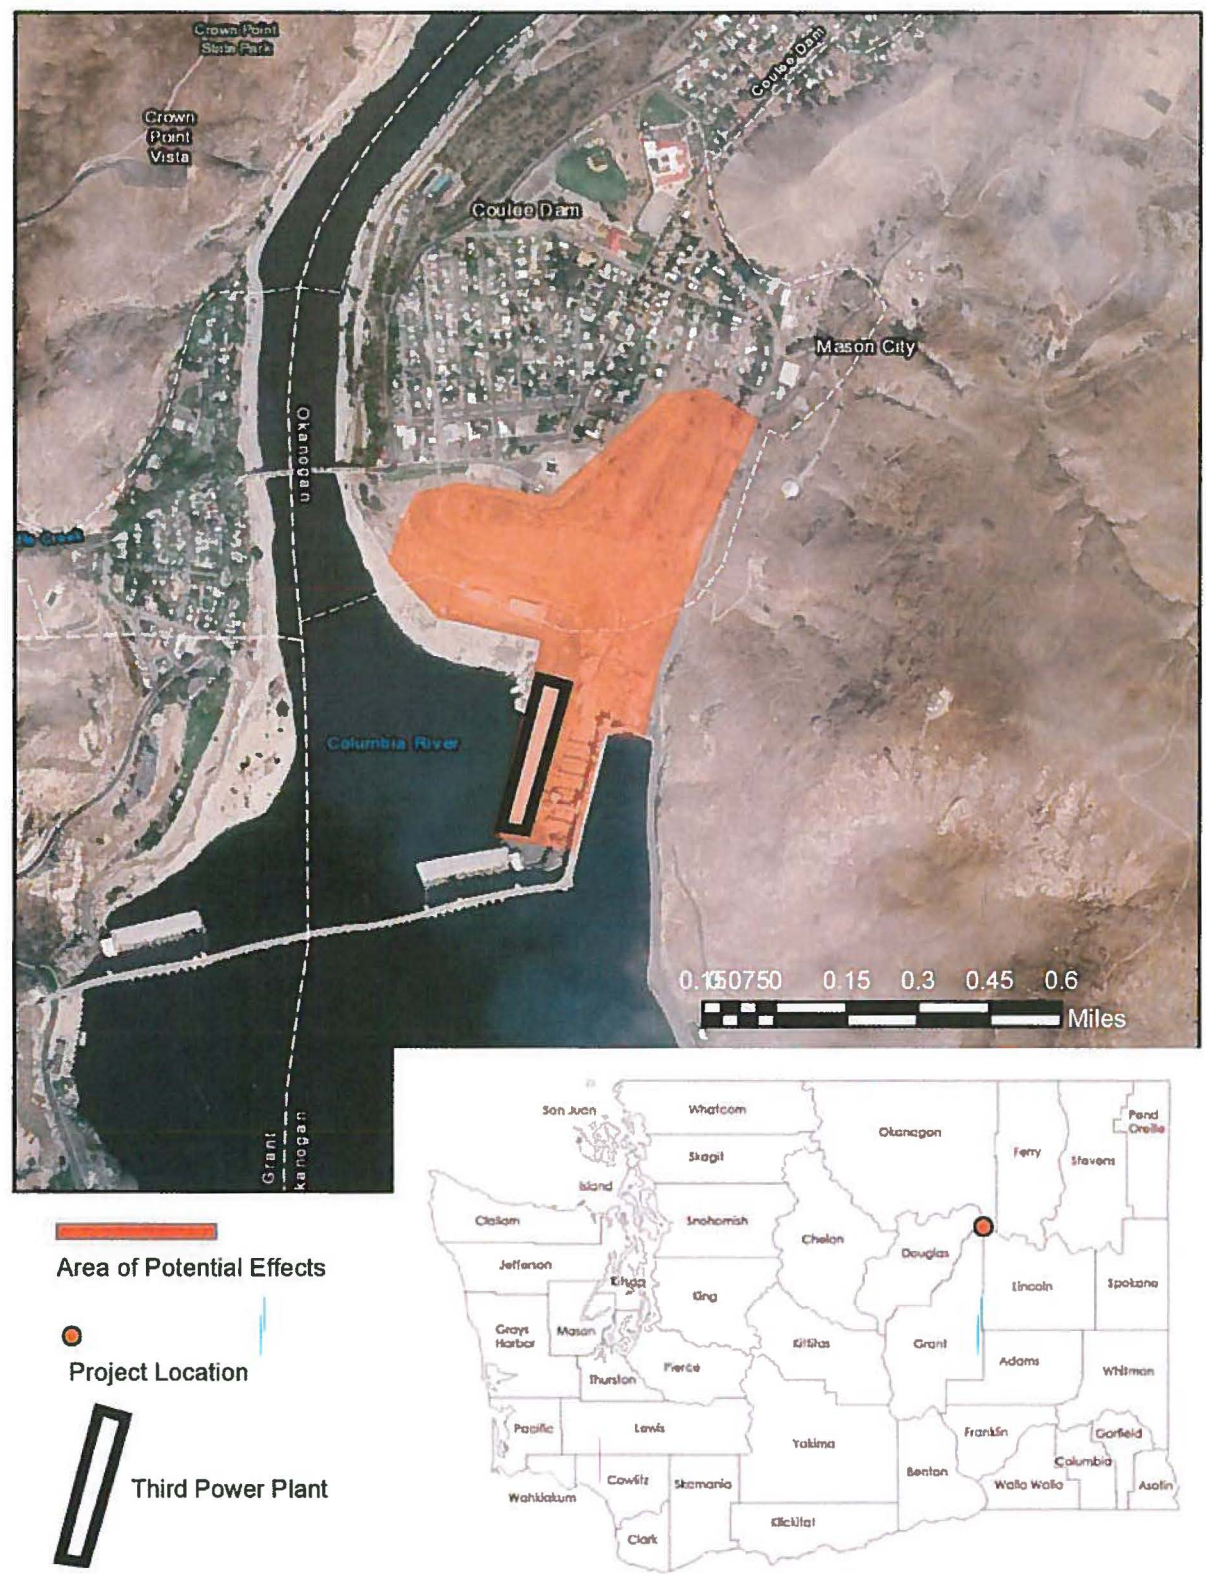 Crown Point
State Park
Crown
Point
Vista
Coulee Dam
Coulee Dam
Mason City
Okanogan
Columbia River
0.15 0.3 0.45 0.6
Miles
Grant
kanogan
Area of Potential Effects
Project Location
Third Power Plant
San Juan
Whatcom
Okanogan
Ferry
Stevens
Pend
Oreille
Skagit
Island
Snohomish
Clallam
Chelan
Douglas
Jefferson
Kitsap
King
Lincoln
Spokane
Grays
Harbor
Mason
Kittitas
Grant
Adams
Whitman
Thurston
Pierce
Pacific
Lewis
Yakima
Franklin
Garfield
Columbia
Benton
Walla Walla
Asotin
Wahkiakum
Cowlitz
Skamania
Klickitat
Clark